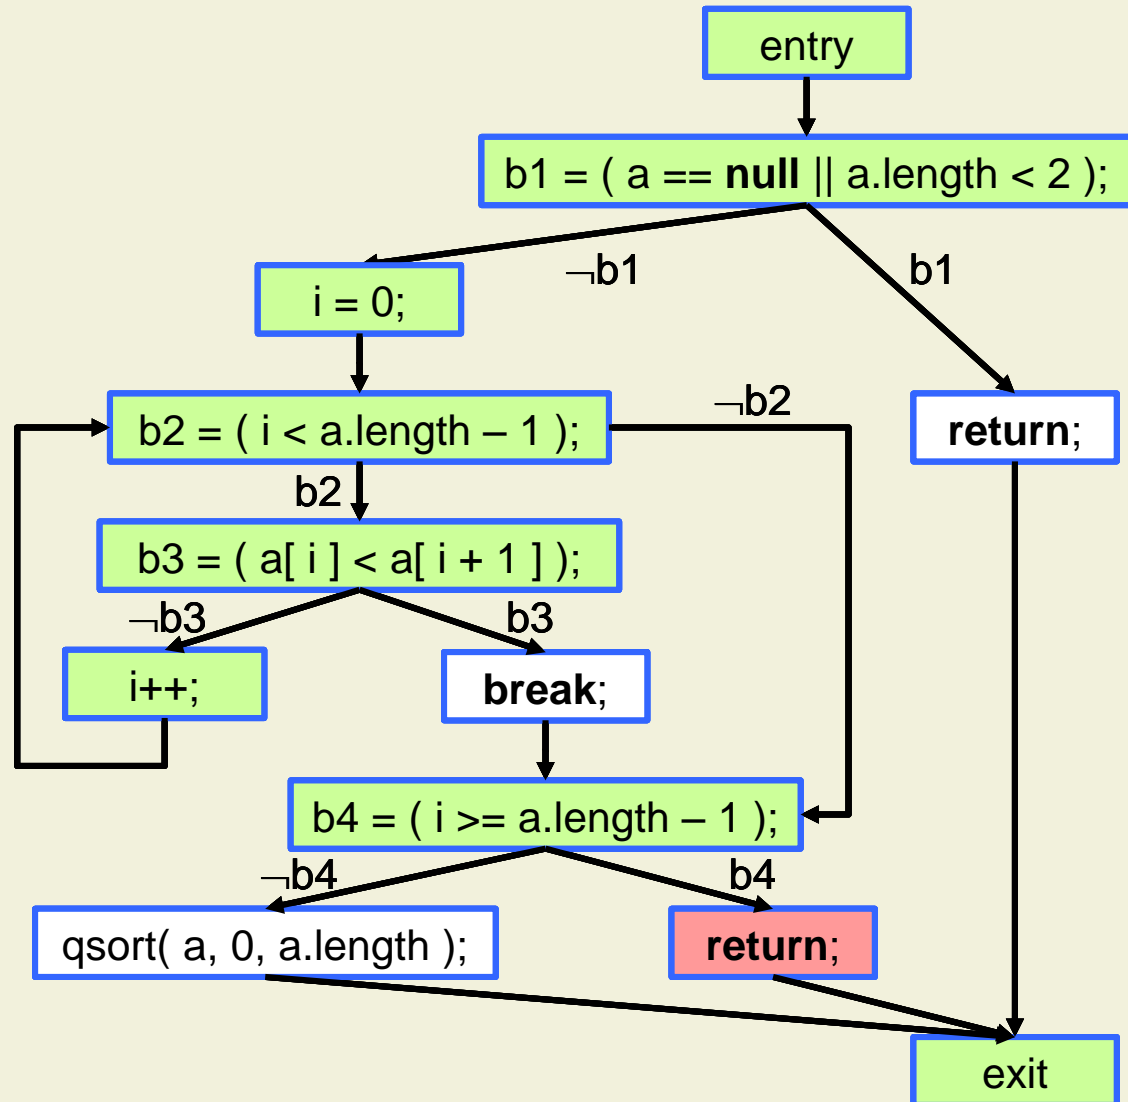 entry
b1 = ( a == null || a.length < 2 );
¬b1
b1
i = 0;
b2 = ( i < a.length – 1 );
¬b2
return;
b2
b3 = ( a[ i ] < a[ i + 1 ] );
¬b3
b3
i++;
break;
b4 = ( i >= a.length – 1 );
¬b4
b4
qsort( a, 0, a.length );
return;
exit